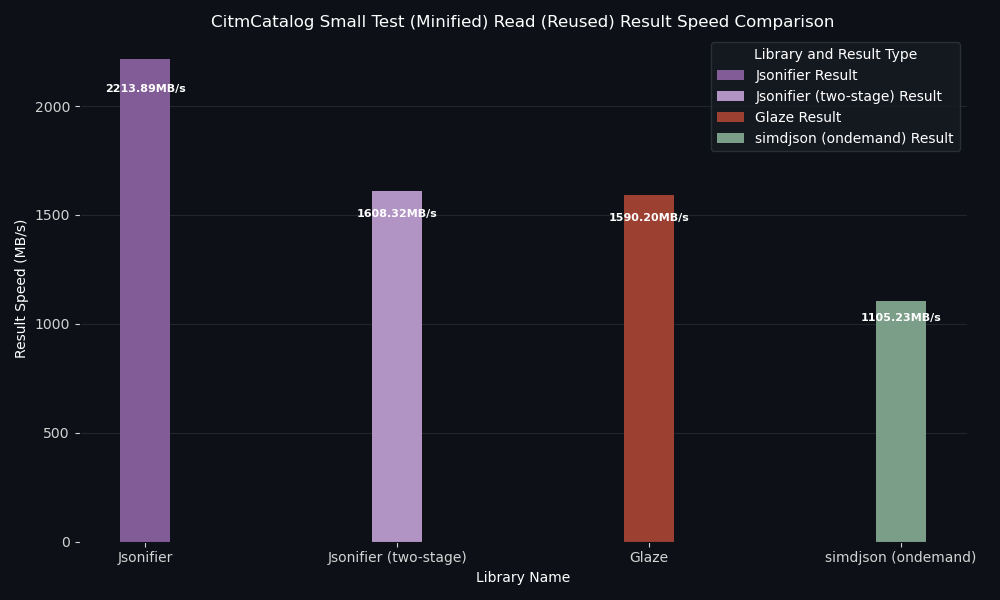 CitmCatalog Small Test (Minified) Read (Reused) Result Speed Comparison
Library and Result Type
Jsonifier Result
Jsonifier (two-stage) Result
Glaze Result
simdjson (ondemand) Result
Result Speed (MB/s)
2000
1500
1000
500
0
2213.89MB/s
1608.32MB/s
1590.20MB/s
1105.23MB/s
Jsonifier
Jsonifier (two-stage)
Glaze
simdjson (ondemand)
Library Name